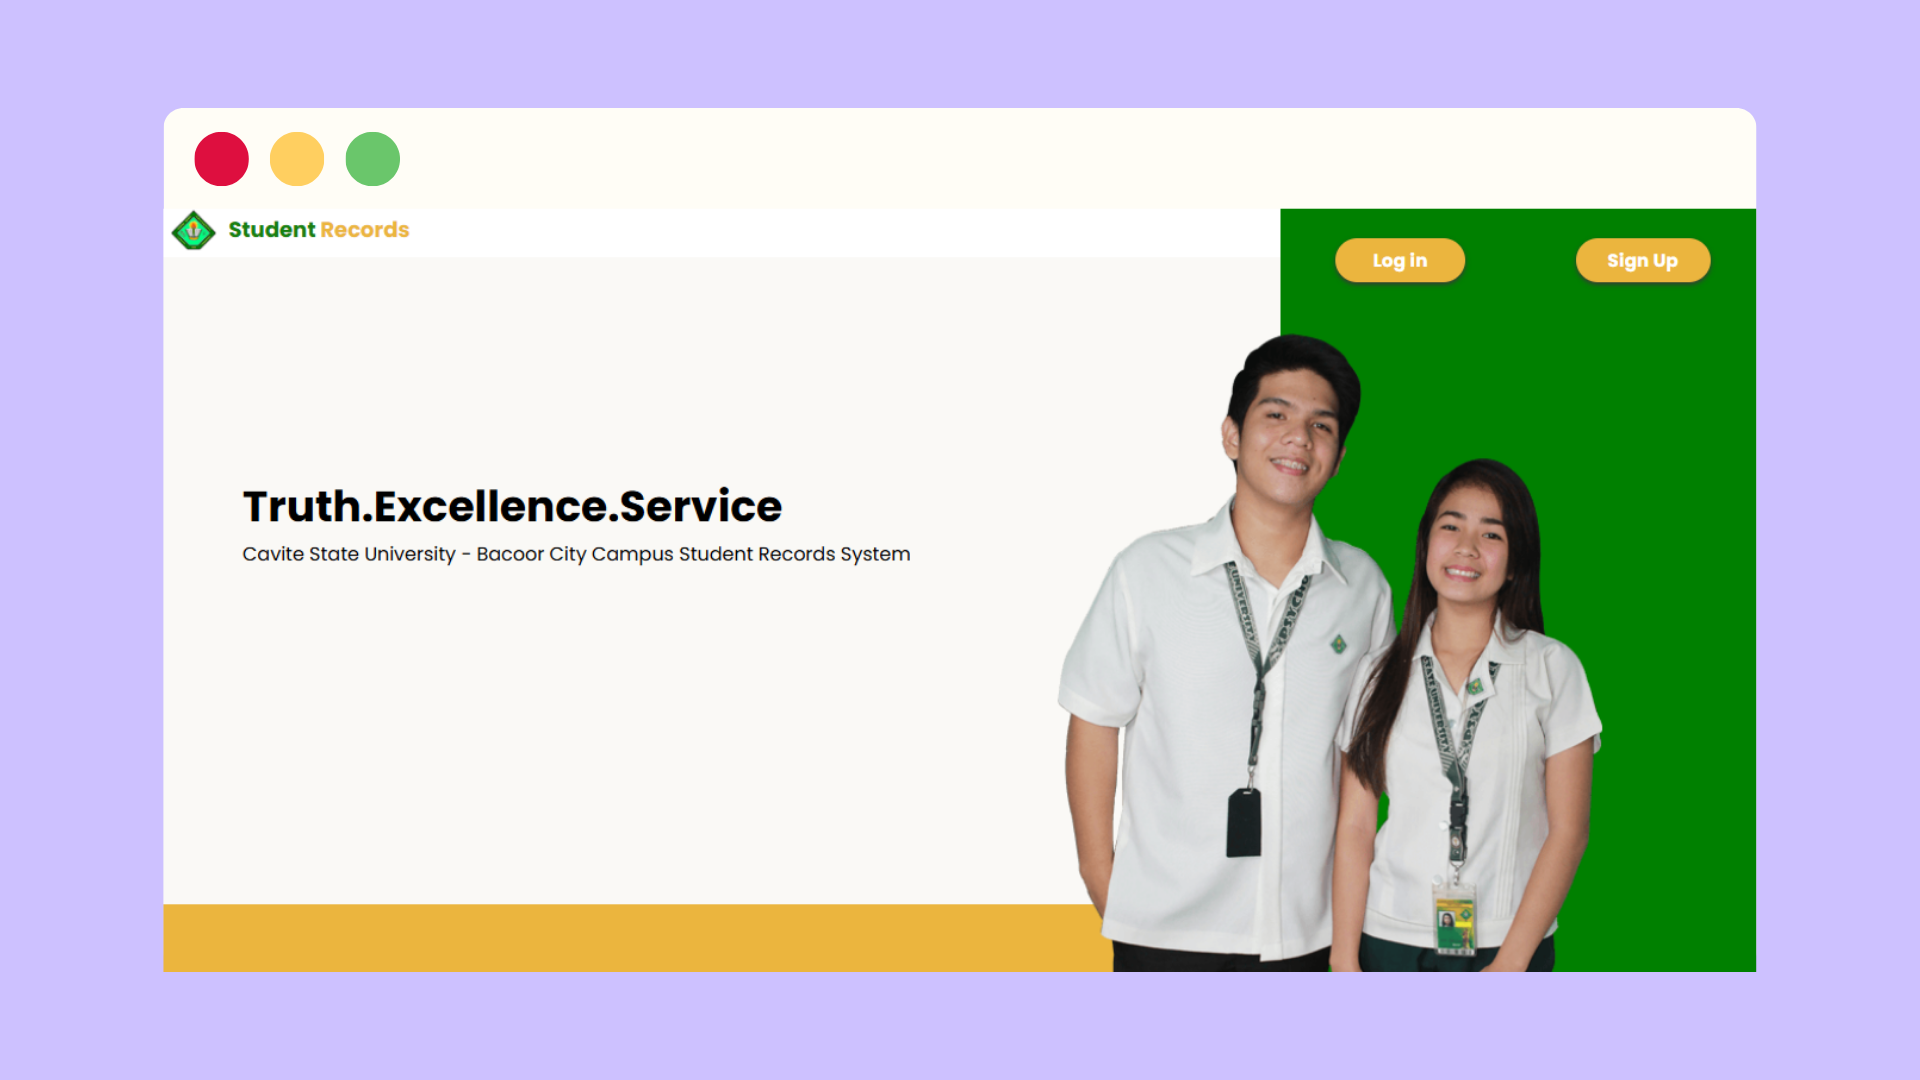 Student Records
Log in
Sign Up
Truth.Excellence.Service
Cavite State University - Bacoor City Campus Student Records System